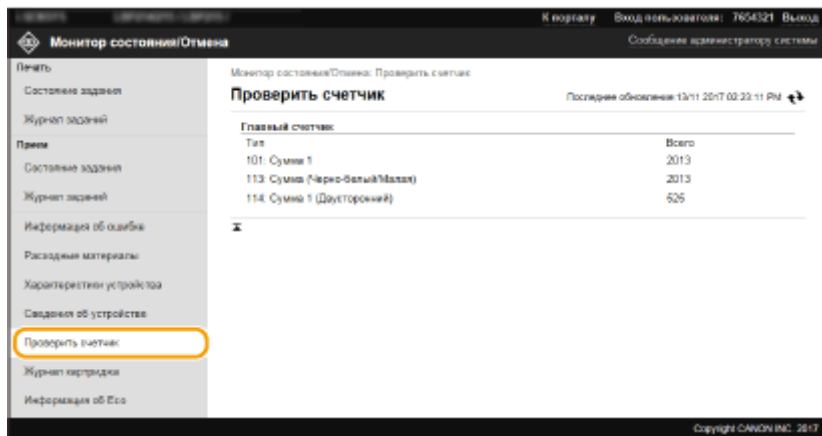 К порталу Вход пользователя: 7654321 Выход
Монитор состояния/Отмена
Сообщение администратору системы
Печать
Состояние задания
Журнал заданий
Прием
Состояние задания
Журнал заданий
Информация об ошибке
Расходные материалы
Характеристики устройства
Сведения об устройстве
Проверить счетчик
Журнал картриджа
Информация об Eco
Монитор состояния/Отмена: Проверить счетчик
Проверить счетчик
Последнее обновление 13/11 2017 02:23:11 PM
Главный счетчик
Тип Всего
101: Сумма 1 2013
113: Сумма (Черно-белый/Малая) 2013
114: Сумма 1 (Двусторонний) 626
Copyright CANON INC. 2017